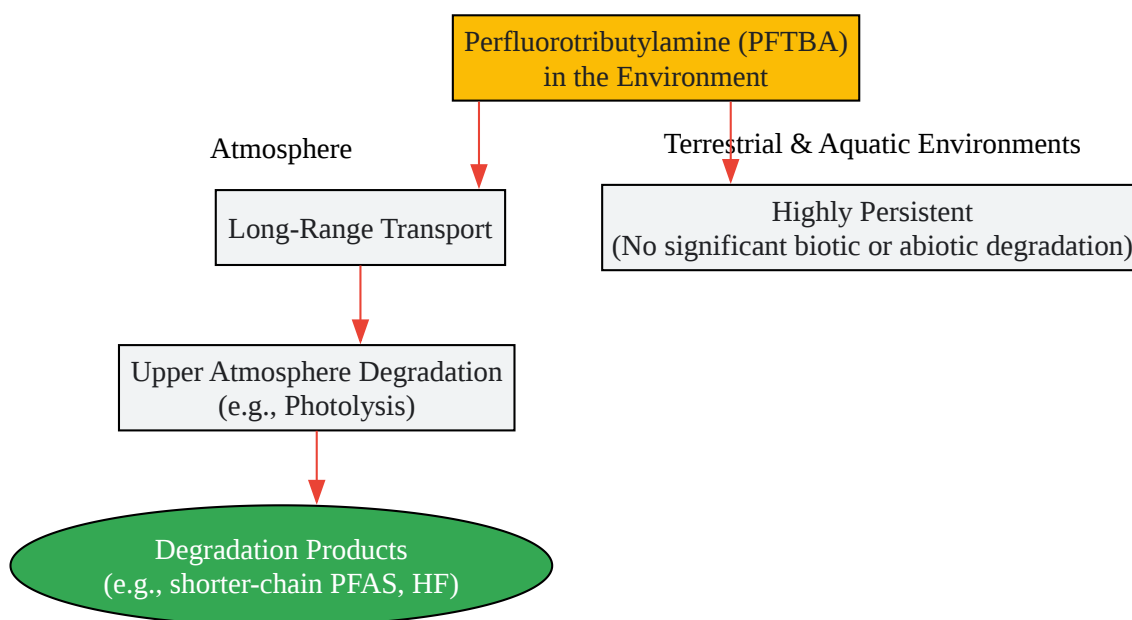 Perfluorotributylamine (PFTBA)
in the Environment
Atmosphere
Terrestrial & Aquatic Environments
Long-Range Transport
Highly Persistent
(No significant biotic or abiotic degradation)
Upper Atmosphere Degradation
(e.g., Photolysis)
Degradation Products
(e.g., shorter-chain PFAS, HF)